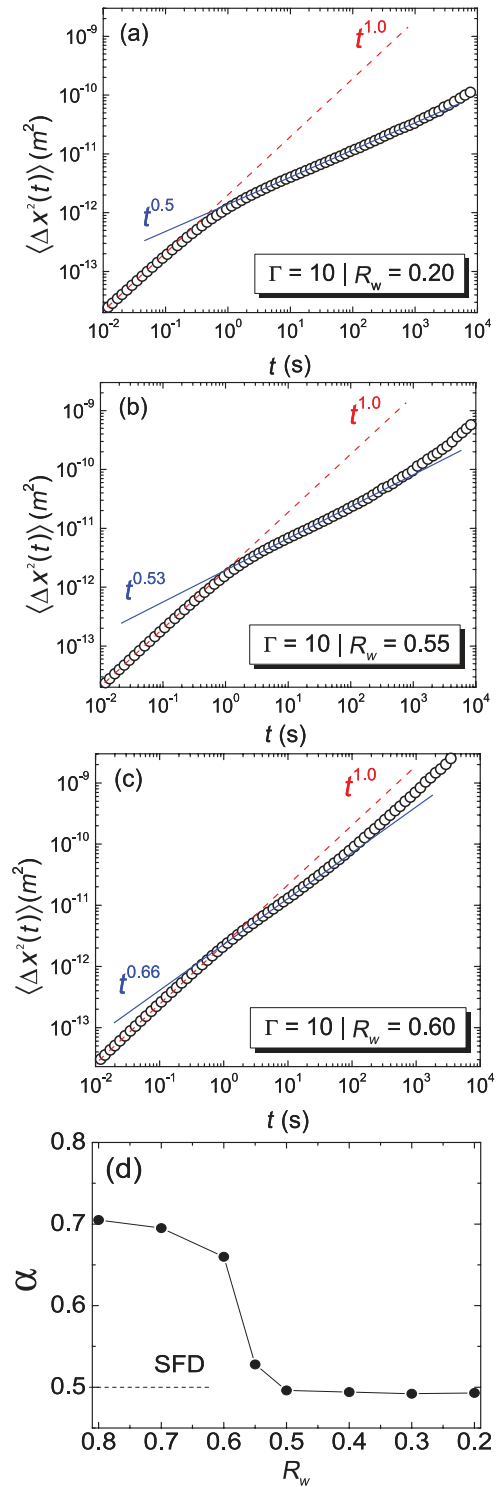 (a)
t^1.0
t^0.5
Γ = 10 | R_w = 0.20
⟨Δx²(t)⟩(m²)
10^-9
10^-10
10^-11
10^-12
10^-13
10^-2 10^-1 10^0 10^1 10^2 10^3 10^4
t (s)
(b)
t^1.0
t^0.53
Γ = 10 | R_w = 0.55
⟨Δx²(t)⟩(m²)
10^-9
10^-10
10^-11
10^-12
10^-13
10^-2 10^-1 10^0 10^1 10^2 10^3 10^4
t (s)
(c)
t^1.0
t^0.66
Γ = 10 | R_w = 0.60
⟨Δx²(t)⟩(m²)
10^-9
10^-10
10^-11
10^-12
10^-13
10^-2 10^-1 10^0 10^1 10^2 10^3 10^4
t (s)
(d)
0.8
0.7
0.6
0.5
α
SFD
0.8 0.7 0.6 0.5 0.4 0.3 0.2
R_w